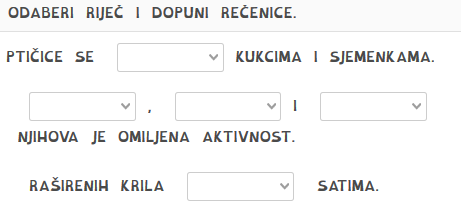 ODABERI RIJEČ I DOPUNI REČENICE.
PTIČICE SE KUKCIMA I SJEMENKAMA.
, I
NJIHOVA JE OMILJENA AKTIVNOST.
RAŠIRENIH KRILA SATIMA.